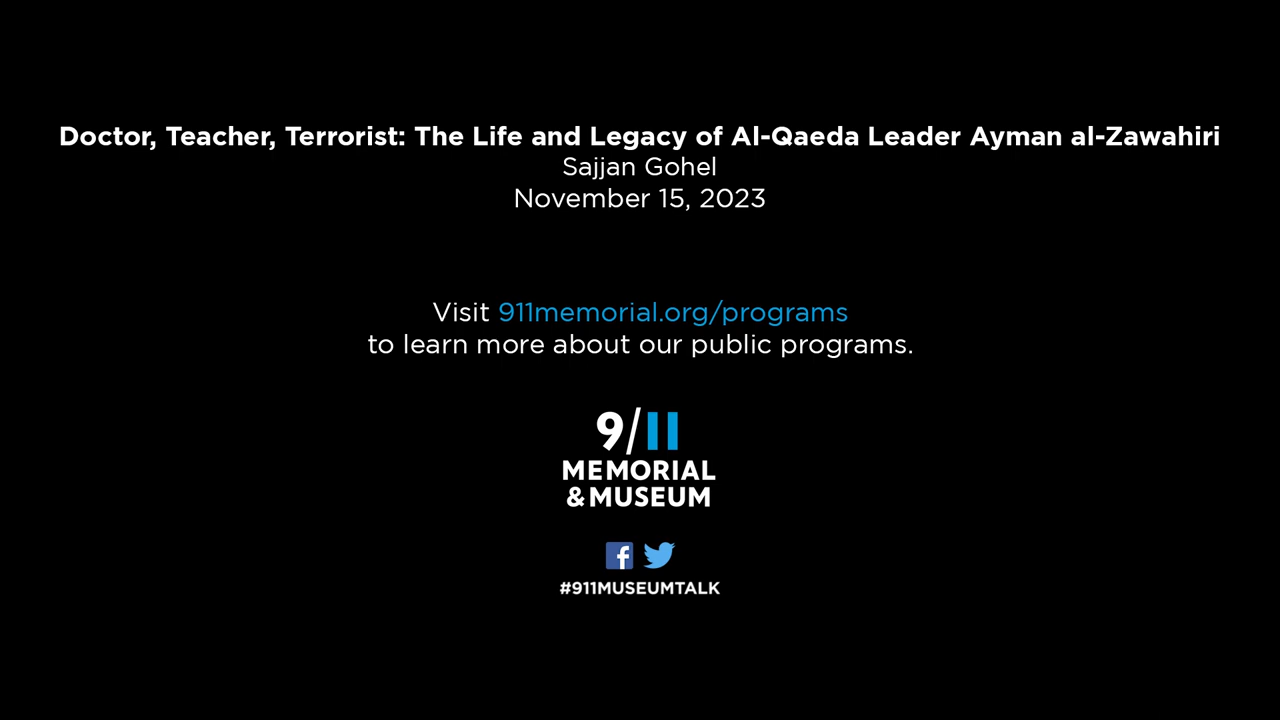 Doctor, Teacher, Terrorist: The Life and Legacy of Al-Qaeda Leader Ayman al-Zawahiri
Sajjan Gohel
November 15, 2023
Visit 911memorial.org/programs
to learn more about our public programs.
9/11
MEMORIAL
& MUSEUM
#911MUSEUMTALK